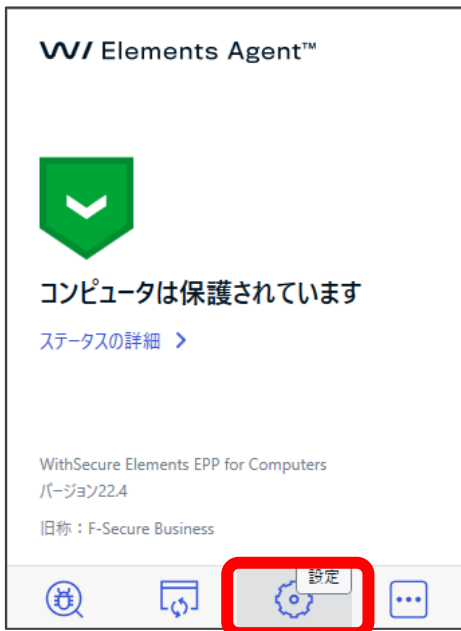 W/ Elements Agent™
コンピュータは保護されています
ステータスの詳細 >
WithSecure Elements EPP for Computers
バージョン22.4
旧称：F-Secure Business
設定